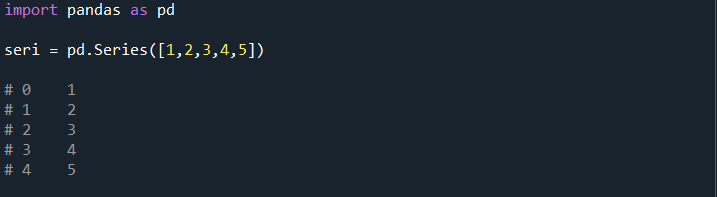 import pandas as pd
seri = pd.Series([1,2,3,4,5])
# 0    1
# 1    2
# 2    3
# 3    4
# 4    5